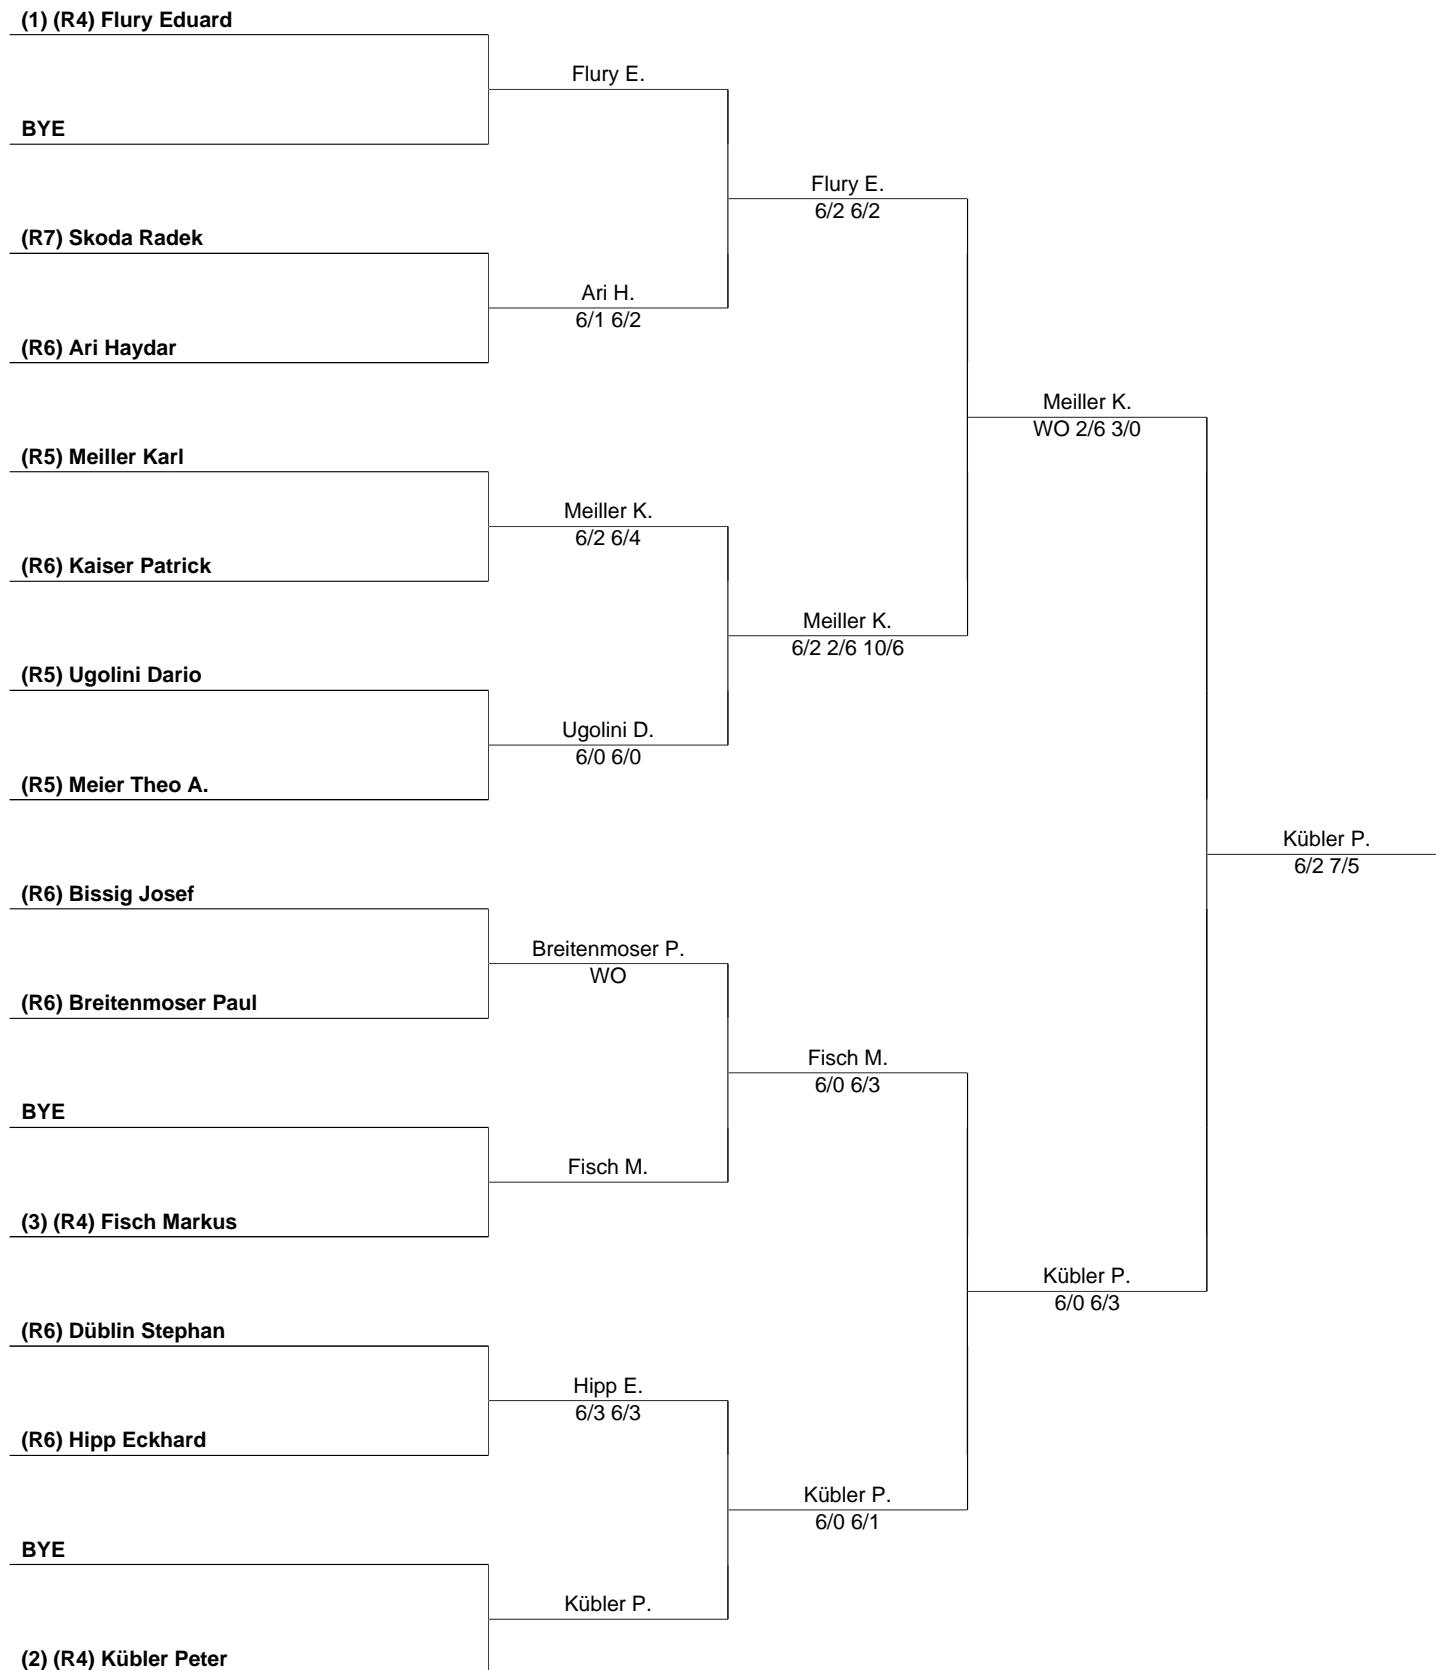 (1) (R4) Flury Eduard
Flury E.
BYE
Flury E.
6/2 6/2
(R7) Skoda Radek
Ari H.
6/1 6/2
(R6) Ari Haydar
Meiller K.
WO 2/6 3/0
(R5) Meiller Karl
Meiller K.
6/2 6/4
(R6) Kaiser Patrick
Meiller K.
6/2 2/6 10/6
(R5) Ugolini Dario
Ugolini D.
6/0 6/0
(R5) Meier Theo A.
Kübler P.
6/2 7/5
(R6) Bissig Josef
Breitenmoser P.
WO
(R6) Breitenmoser Paul
Fisch M.
6/0 6/3
BYE
Fisch M.
(3) (R4) Fisch Markus
Kübler P.
6/0 6/3
(R6) Düblin Stephan
Hipp E.
6/3 6/3
(R6) Hipp Eckhard
Kübler P.
6/0 6/1
BYE
Kübler P.
(2) (R4) Kübler Peter